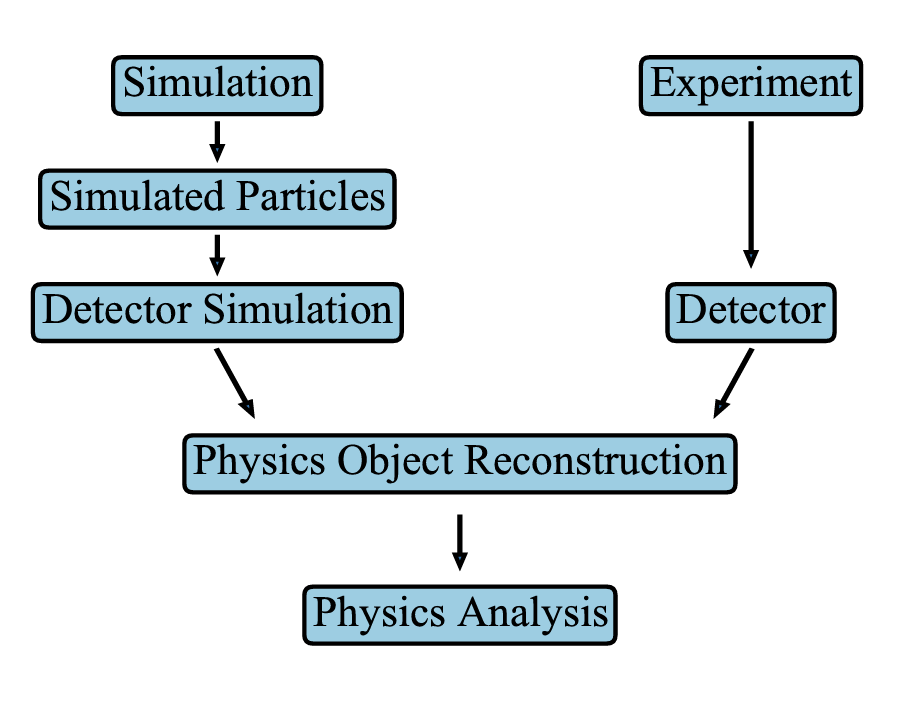 Simulation
Experiment
Simulated Particles
Detector Simulation
Detector
Physics Object Reconstruction
Physics Analysis